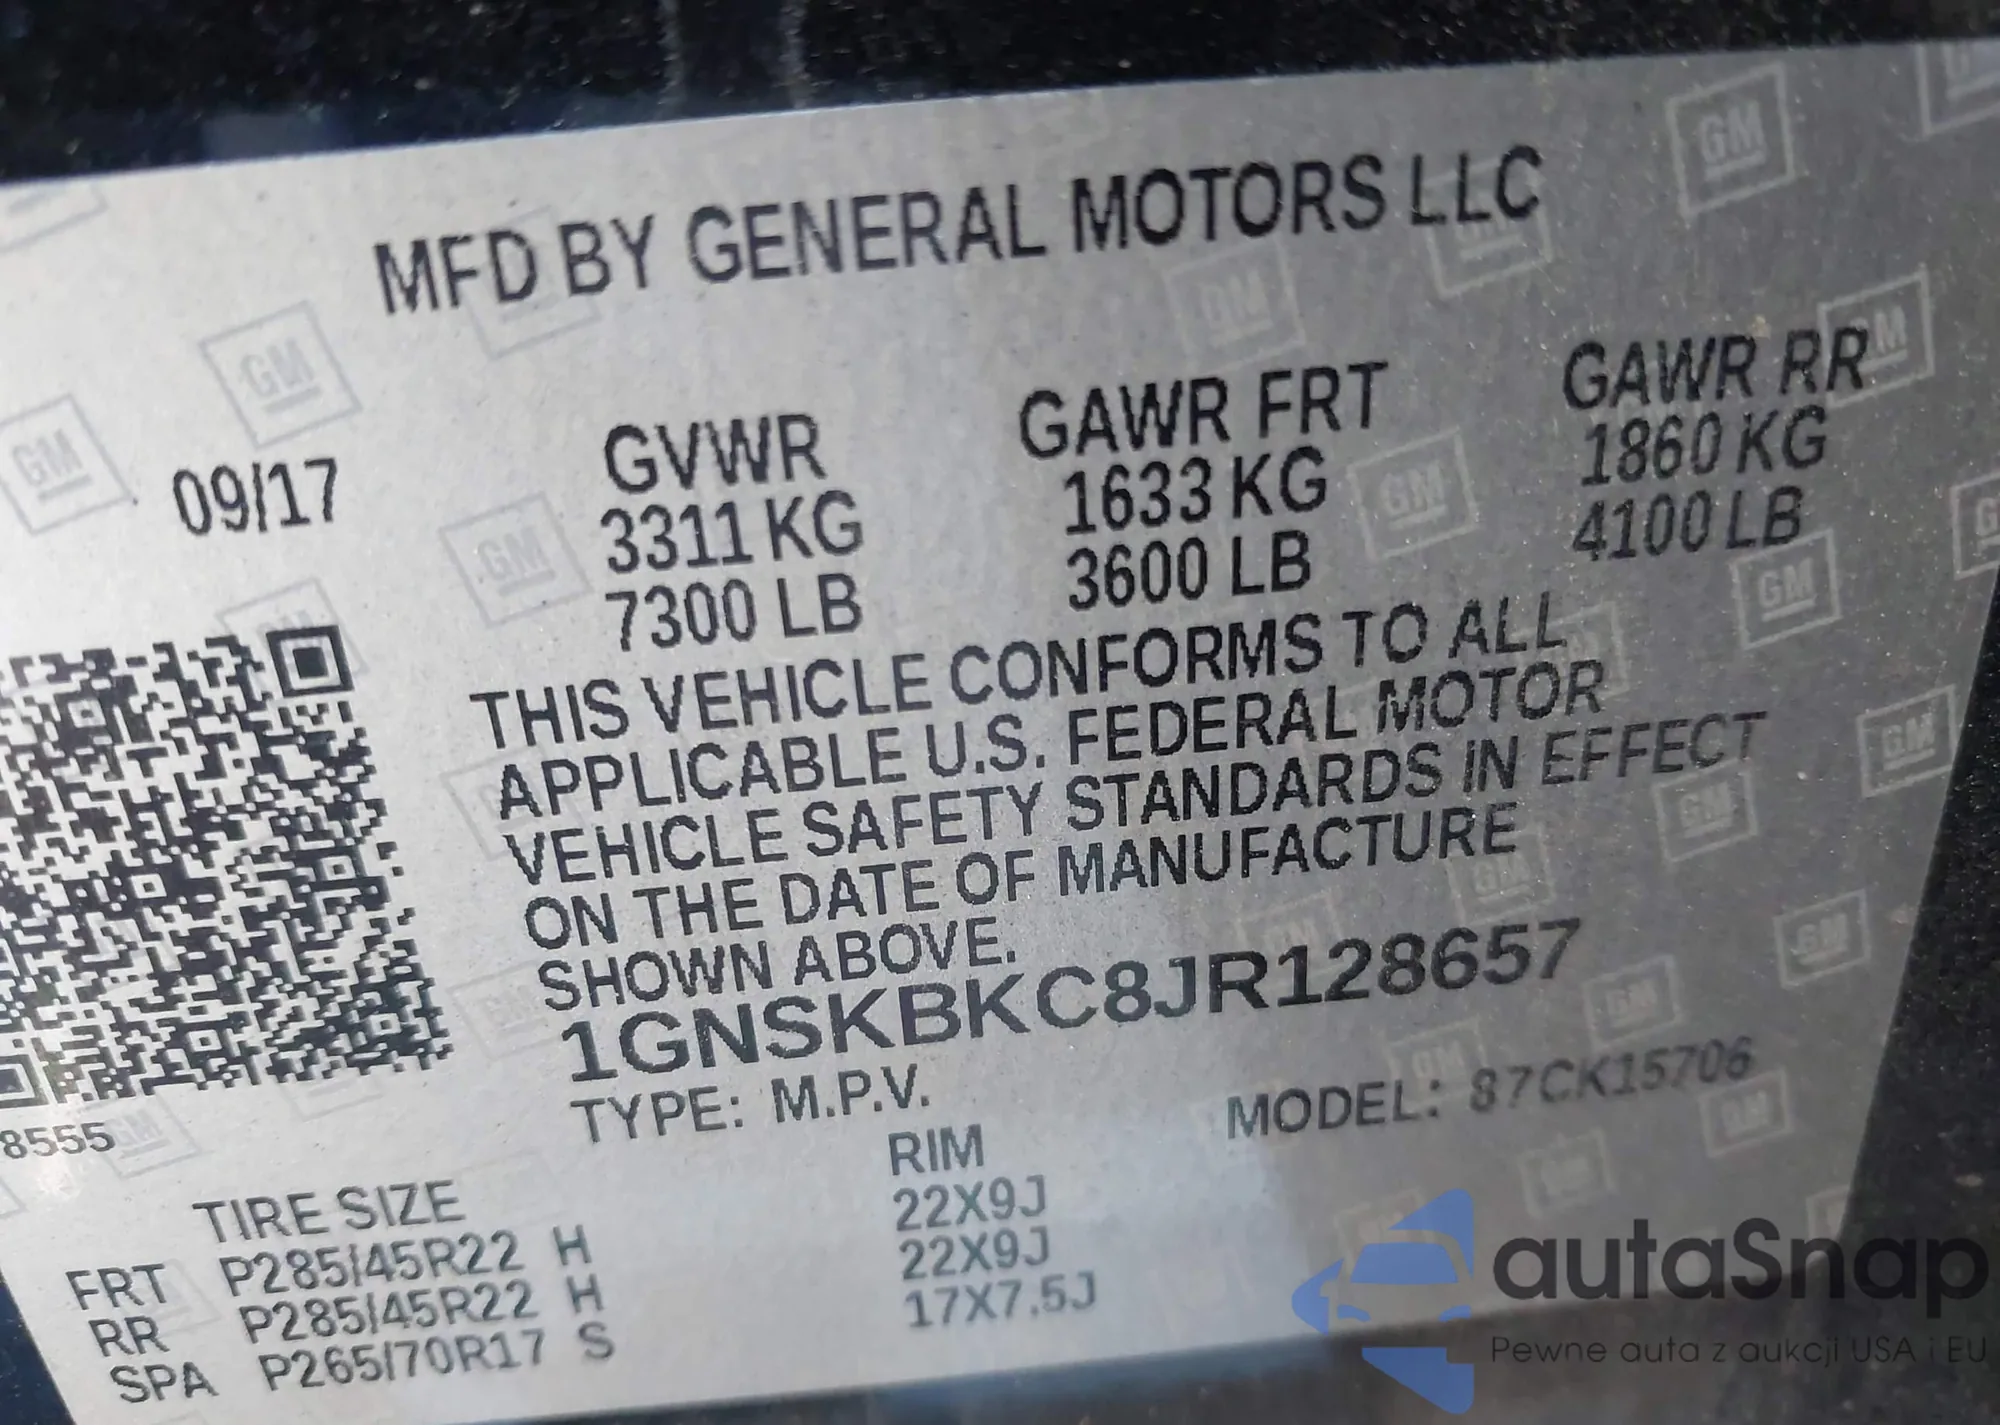 MFD BY GENERAL MOTORS LLC
09/17
GVWR
3311 KG
7300 LB
GAWR FRT
1633 KG
3600 LB
GAWR RR
1860 KG
4100 LB
THIS VEHICLE CONFORMS TO ALL
APPLICABLE U.S. FEDERAL MOTOR
VEHICLE SAFETY STANDARDS IN EFFECT
ON THE DATE OF MANUFACTURE
SHOWN ABOVE.
1GNSKBKC8JR128657
TYPE: M.P.V.
MODEL: 87CK15706
8555
TIRE SIZE RIM
FRT P285/45R22 H 22X9J
RR P285/45R22 H 22X9J
SPA P265/70R17 S 17X7.5J
GM
autaSnap
Pewne auta z aukcji USA i EU